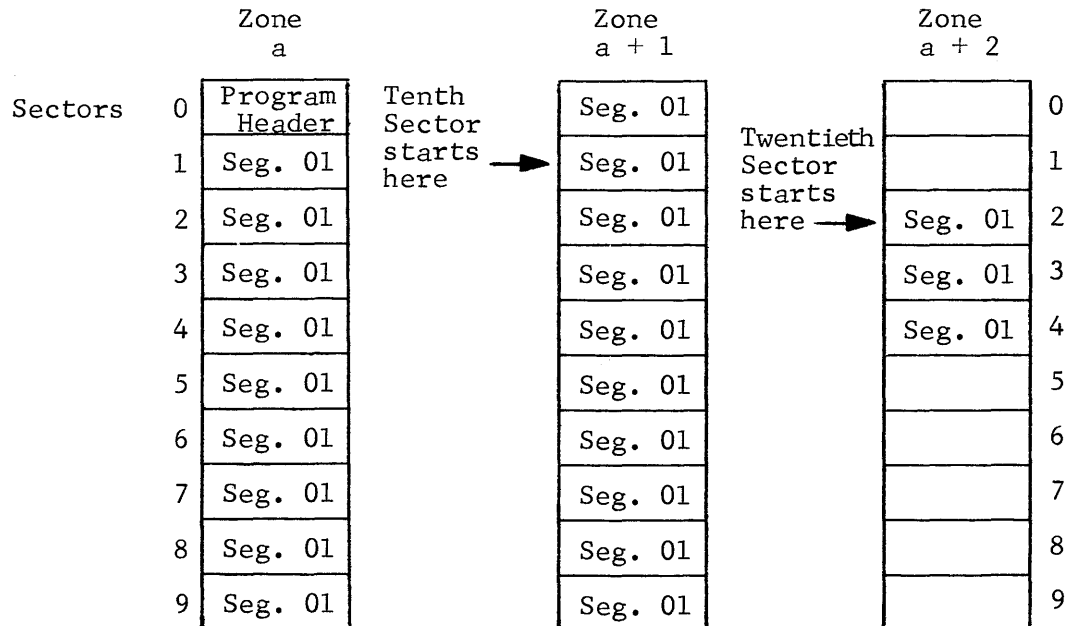 Zone Zone Zone
a a + 1 a + 2
Sectors 0 Program Header Tenth Sector starts here Seg. 01 0
1 Seg. 01 Seg. 01 Twentieth Sector starts here 1
2 Seg. 01 Seg. 01 Seg. 01 2
3 Seg. 01 Seg. 01 Seg. 01 3
4 Seg. 01 Seg. 01 Seg. 01 4
5 Seg. 01 Seg. 01 5
6 Seg. 01 Seg. 01 6
7 Seg. 01 Seg. 01 7
8 Seg. 01 Seg. 01 8
9 Seg. 01 Seg. 01 9